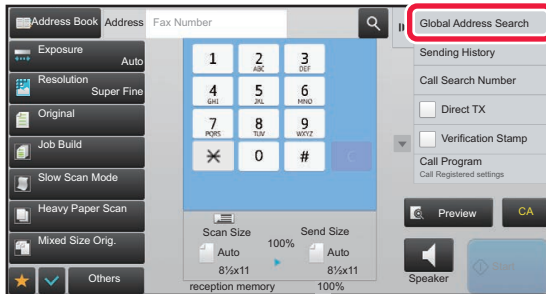 Address Book
Address
Fax Number
Global Address Search
Exposure
Auto
Sending History
Resolution
Super Fine
Call Search Number
Original
Direct TX
Job Build
Verification Stamp
Slow Scan Mode
Call Program
Call Registered settings
Heavy Paper Scan
Preview
CA
Mixed Size Orig.
Others
1
2
ABC
3
DEF
4
GHI
5
JKL
6
MNO
7
PQRS
8
TUV
9
WXYZ
0
#
C
Scan Size
100%
Send Size
Auto
Auto
8½x11
8½x11
reception memory
100%
Speaker
Start